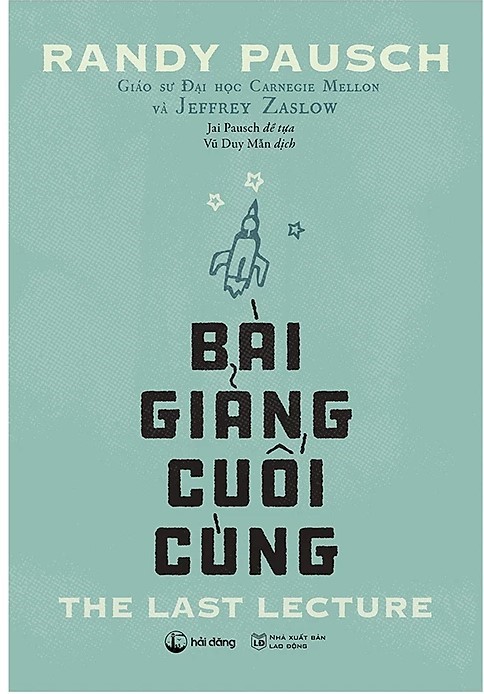 RANDY PAUSCH
GIÁO SƯ ĐẠI HỌC CARNEGIE MELLON
VÀ JEFFREY ZASLOW
Jai Pausch đề tựa
Vũ Duy Mẫn dịch
BÀI
GIẢNG
CUỐI
CÙNG
THE LAST LECTURE
hải đăng
LĐ
NHÀ XUẤT BẢN
LAO ĐỘNG